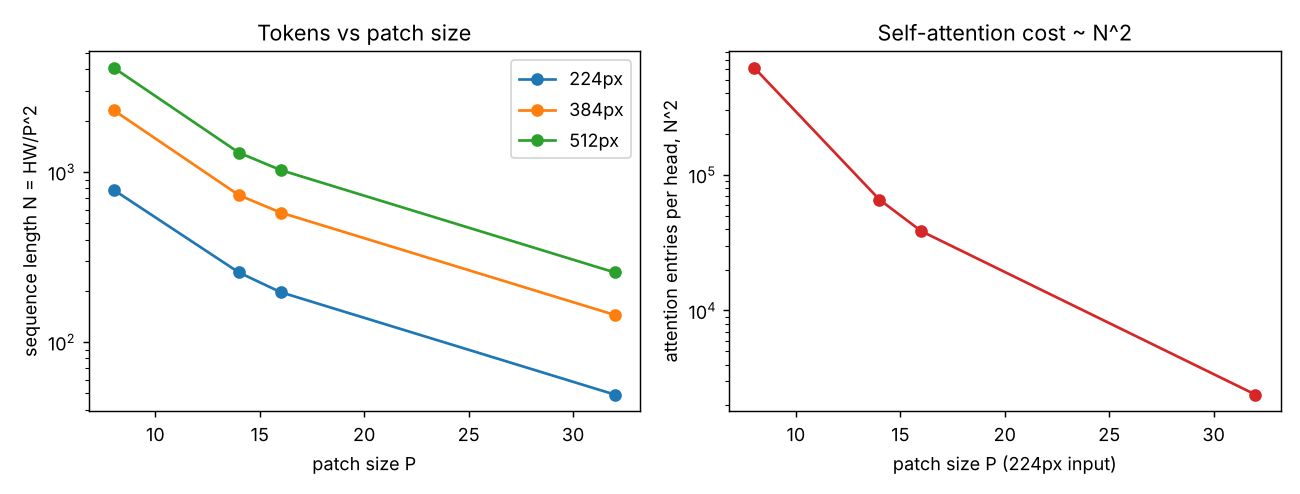 Tokens vs patch size
sequence length N = HW/P^2
10^3
10^2
224px
384px
512px
10 15 20 25 30
patch size P
Self-attention cost ~ N^2
attention entries per head, N^2
10^5
10^4
10 15 20 25 30
patch size P (224px input)